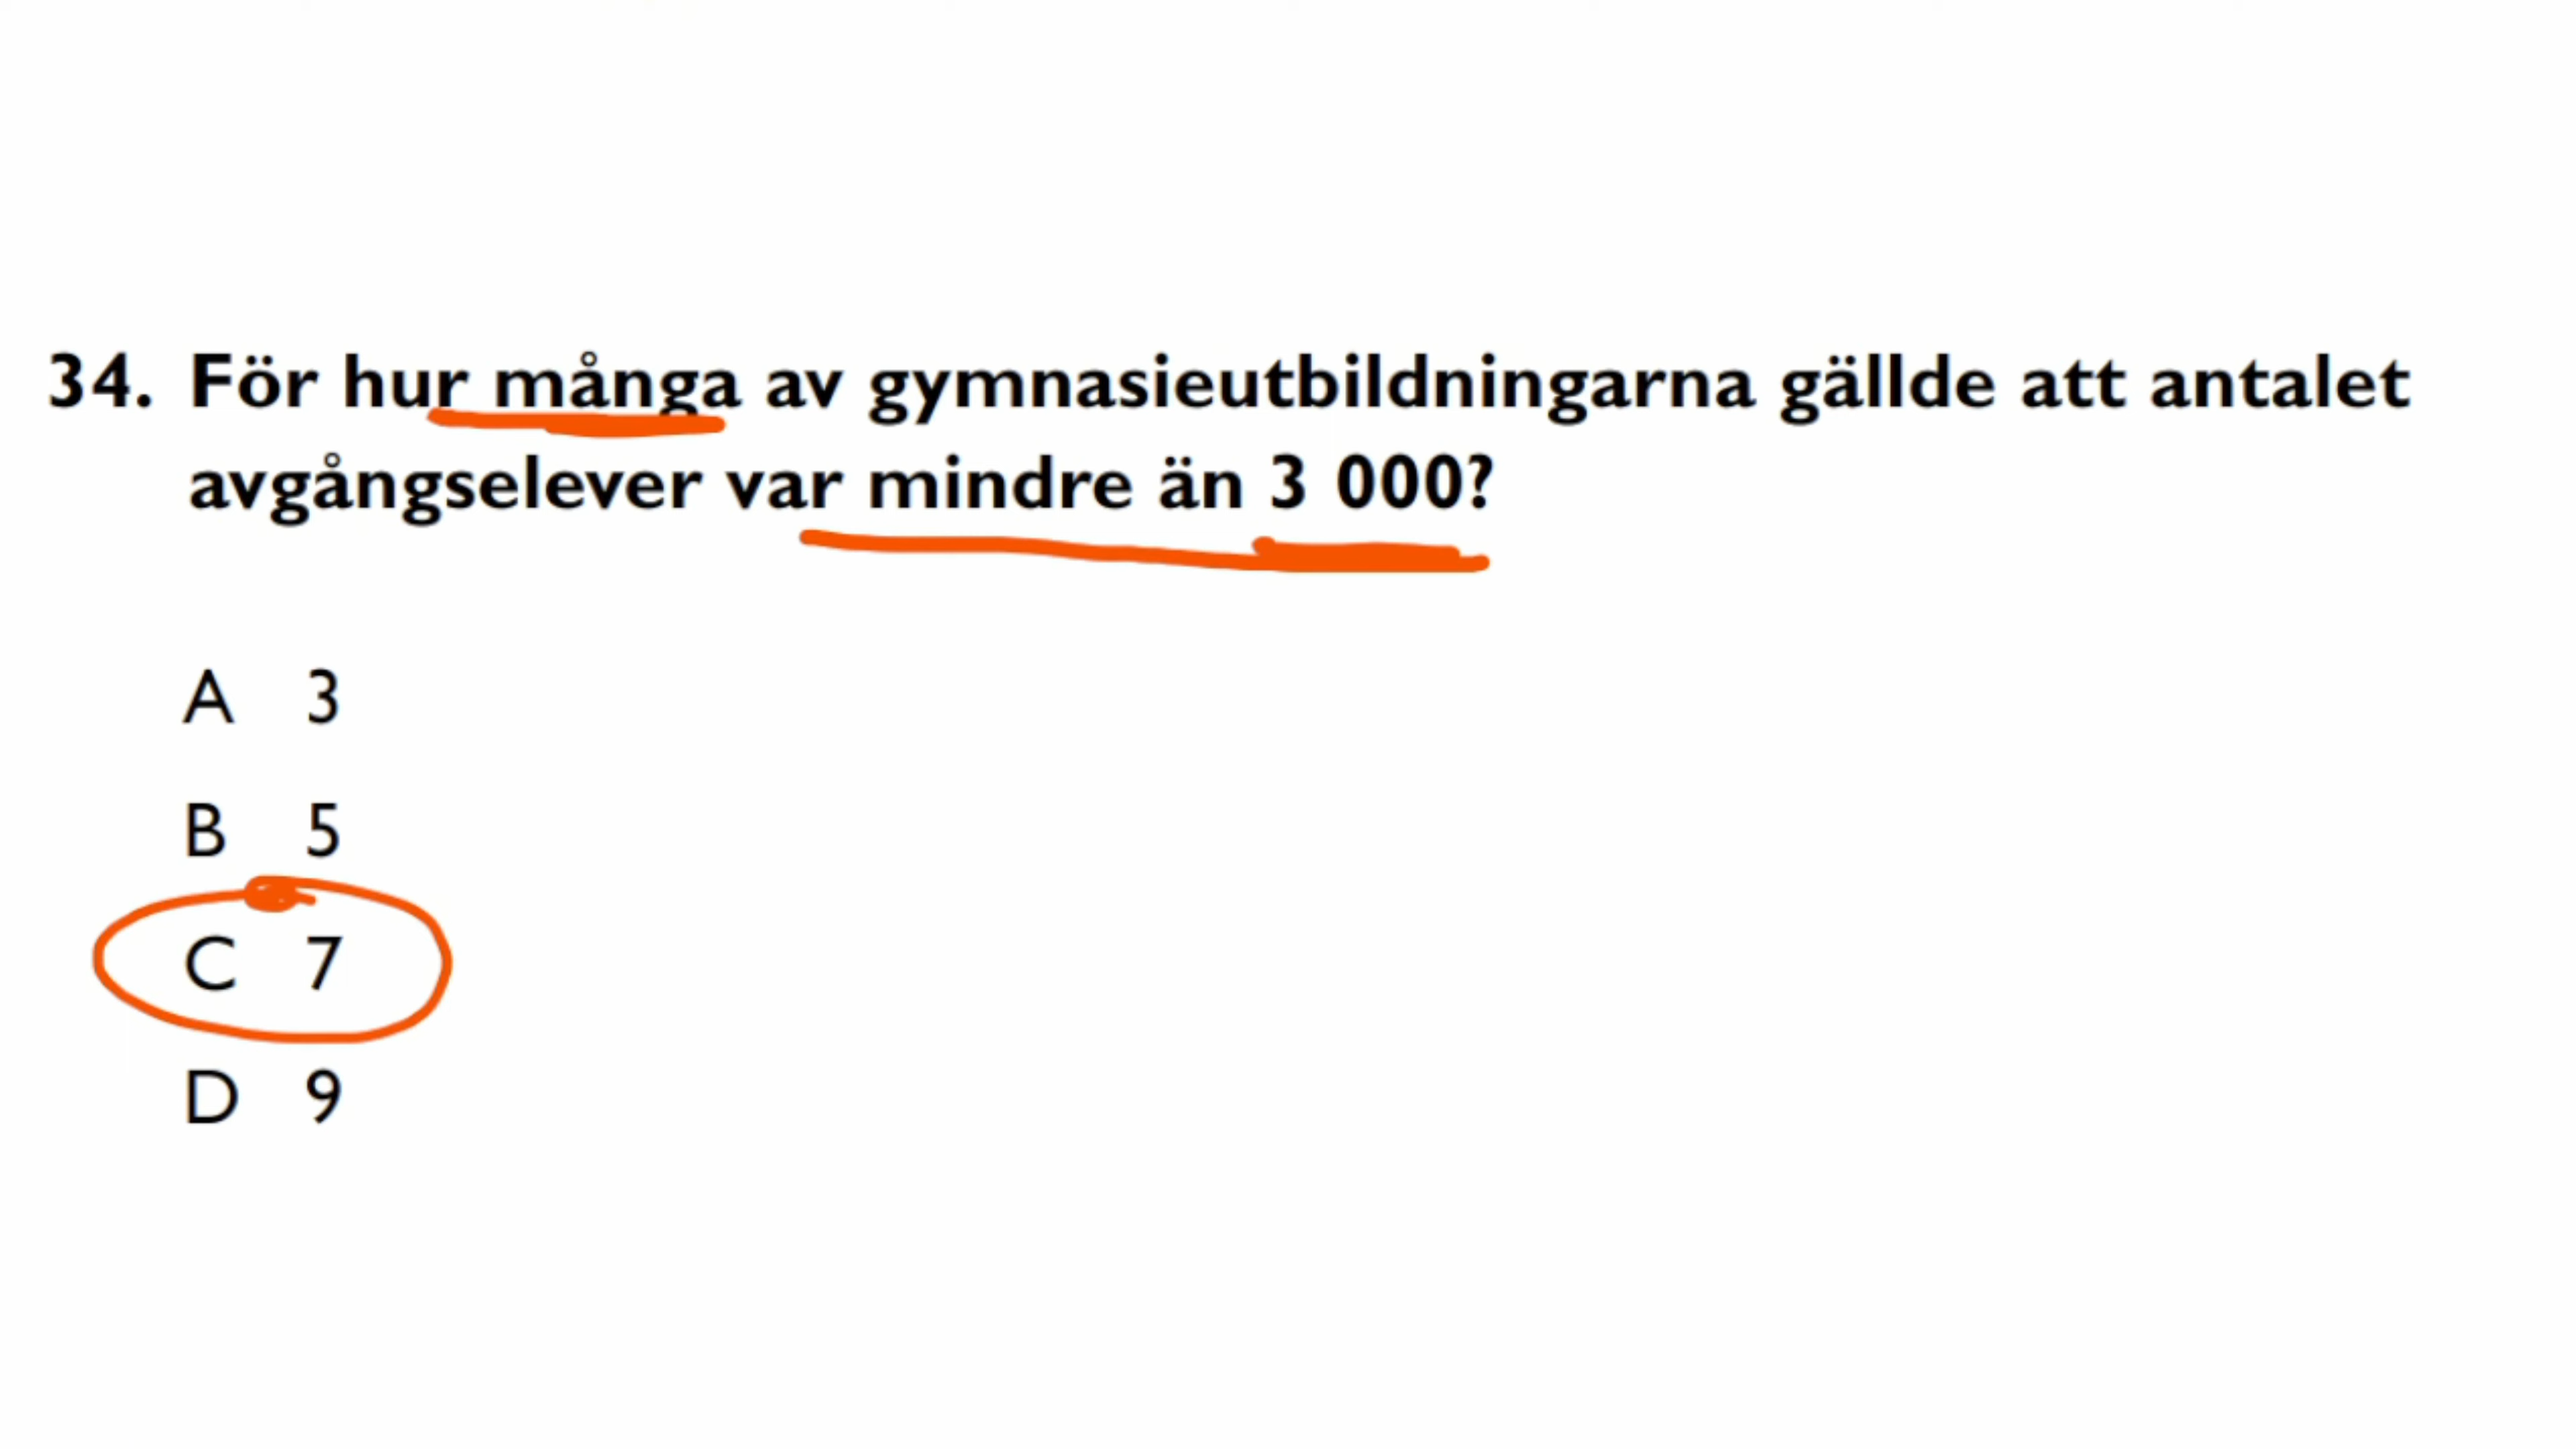 34. För hur många av gymnasieutbildningarna gällde att antalet
avgångselever var mindre än 3 000?
A 3
B 5
C 7
D 9